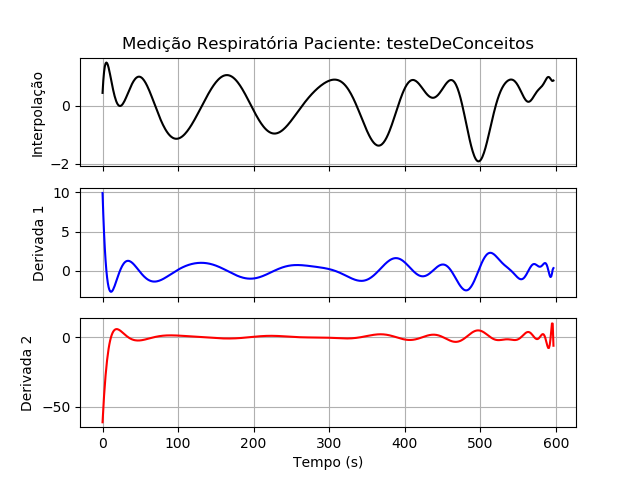 Medição Respiratória Paciente: testeDeConceitos
Interpolação
0
−2
Derivada 1
10
5
0
Derivada 2
0
−50
0 100 200 300 400 500 600
Tempo (s)